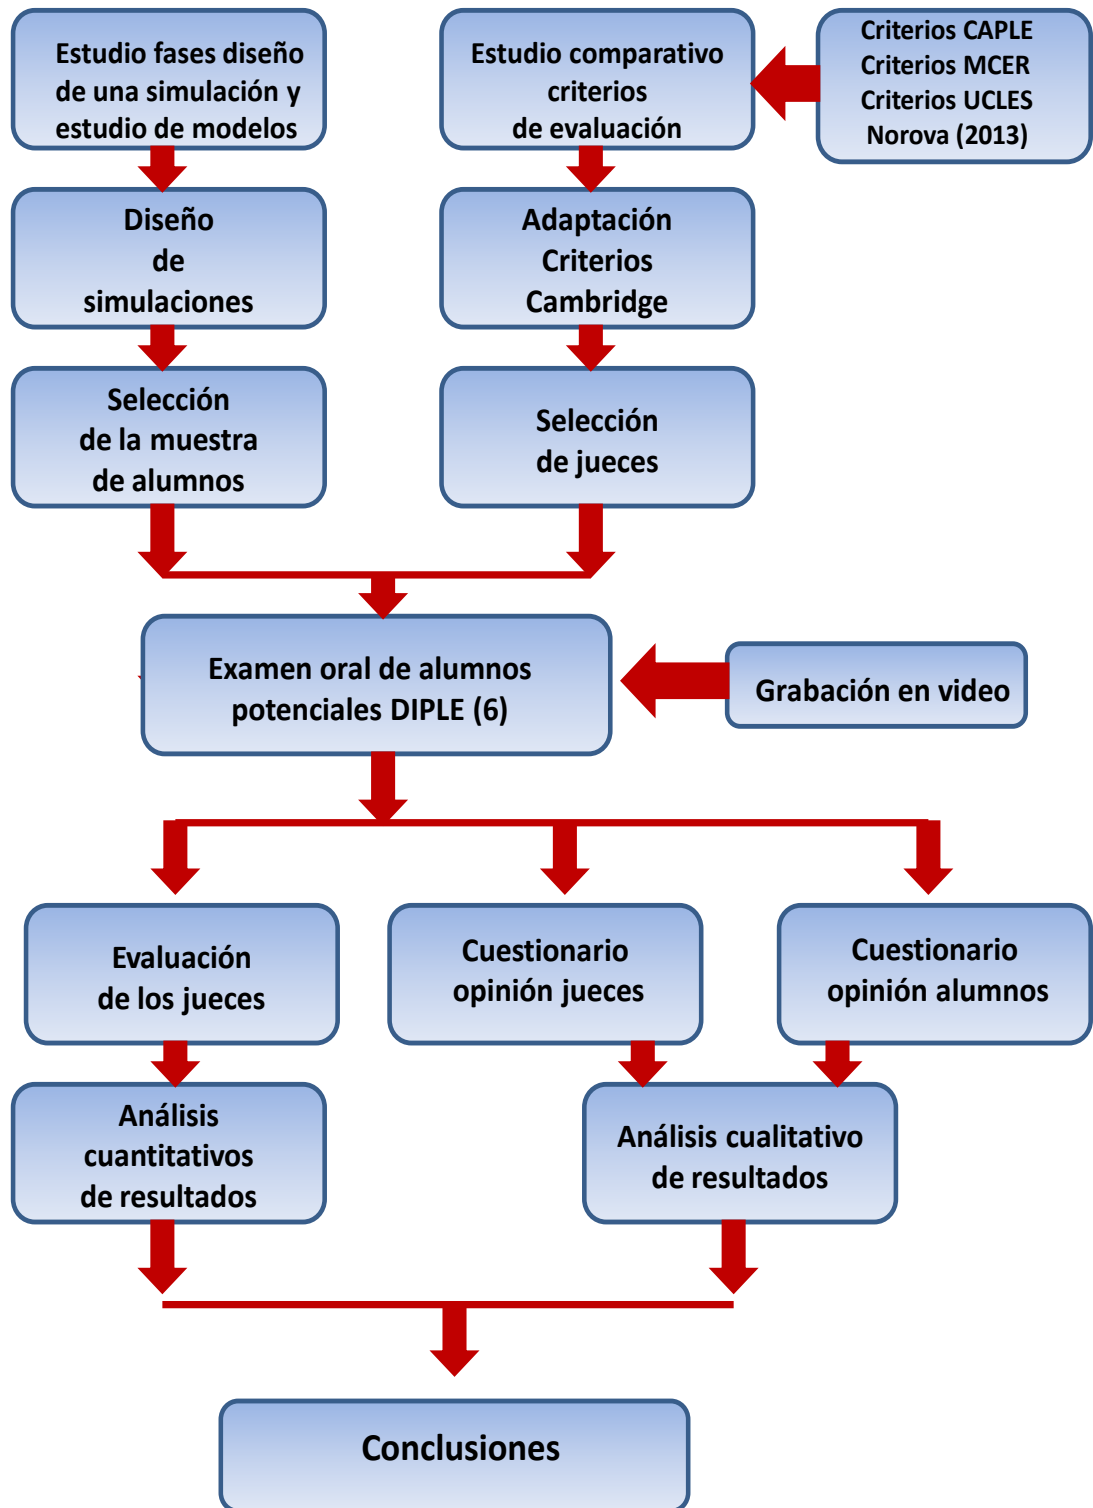 Estudio fases diseño
de una simulación y
estudio de modelos
Estudio comparativo
criterios
de evaluación
Criterios CAPLE
Criterios MCER
Criterios UCLES
Norova (2013)
Diseño
de
simulaciones
Adaptación
Criterios
Cambridge
Selección
de la muestra
de alumnos
Selección
de jueces
Examen oral de alumnos
potenciales DIPLE (6)
Grabación en video
Evaluación
de los jueces
Cuestionario
opinión jueces
Cuestionario
opinión alumnos
Análisis
cuantitativos
de resultados
Análisis cualitativo
de resultados
Conclusiones